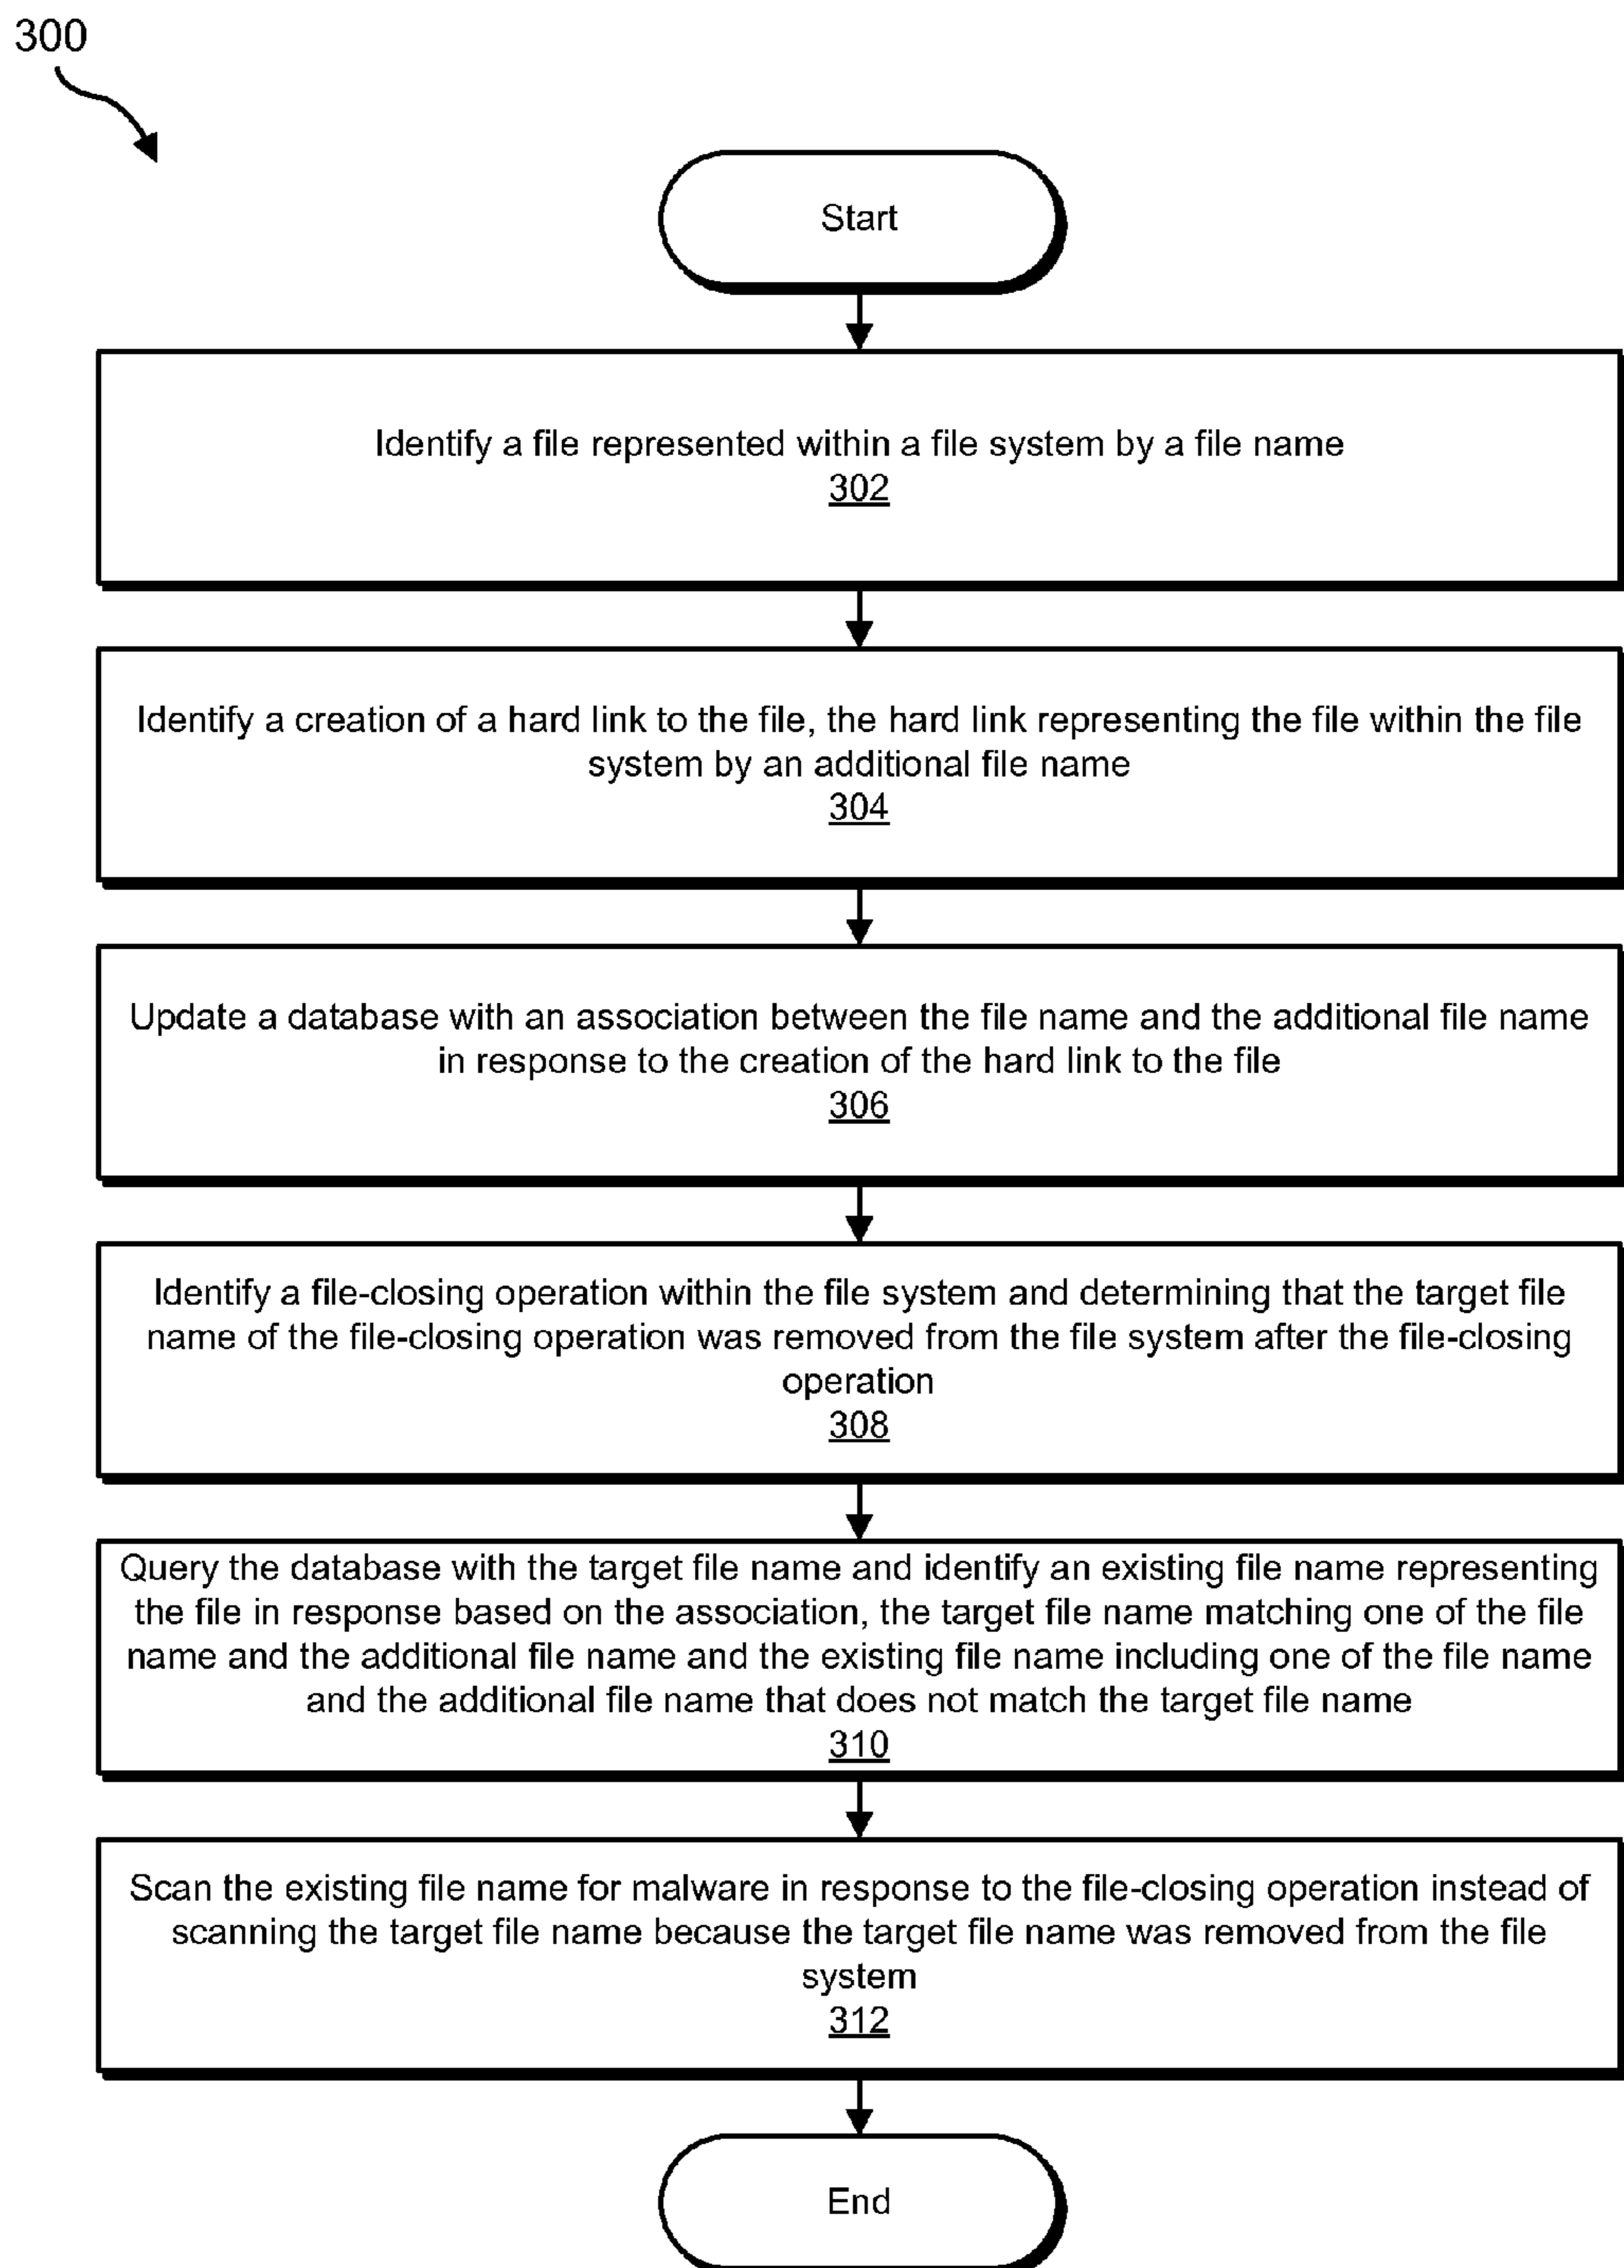 300
Start
Identify a file represented within a file system by a file name
302
Identify a creation of a hard link to the file, the hard link representing the file within the file
system by an additional file name
304
Update a database with an association between the file name and the additional file name
in response to the creation of the hard link to the file
306
Identify a file-closing operation within the file system and determining that the target file
name of the file-closing operation was removed from the file system after the file-closing
operation
308
Query the database with the target file name and identify an existing file name representing
the file in response based on the association, the target file name matching one of the file
name and the additional file name and the existing file name including one of the file name
and the additional file name that does not match the target file name
310
Scan the existing file name for malware in response to the file-closing operation instead of
scanning the target file name because the target file name was removed from the file
system
312
End